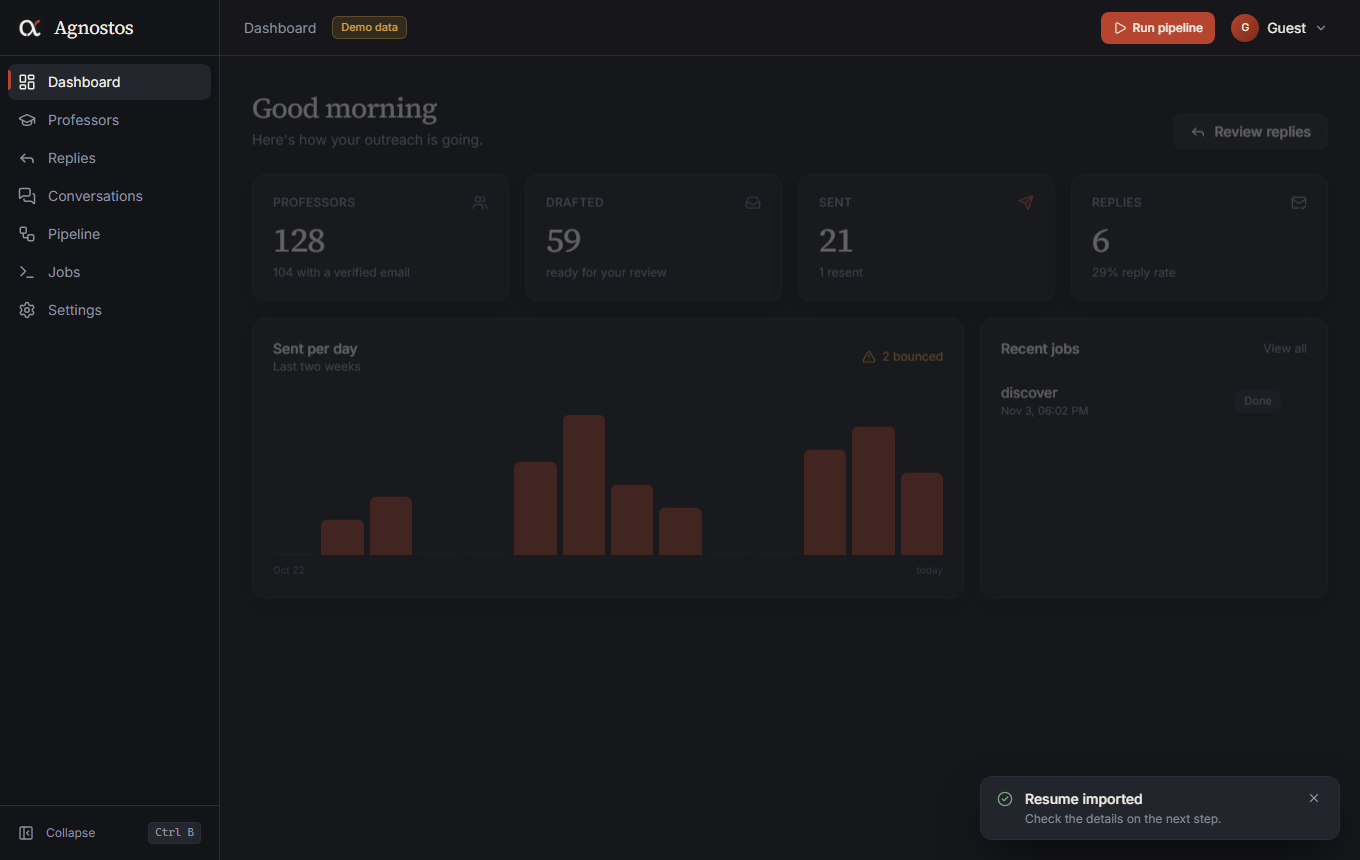 Agnostos
Dashboard
Professors
Replies
Conversations
Pipeline
Jobs
Settings
Collapse
Ctrl B
Dashboard
Demo data
Run pipeline
G
Guest
Good morning
Here's how your outreach is going.
Review replies
PROFESSORS
128
104 with a verified email
DRAFTED
59
ready for your review
SENT
21
1 resent
REPLIES
6
29% reply rate
Sent per day
Last two weeks
2 bounced
Oct 22
today
Recent jobs
View all
discover
Nov 3, 06:02 PM
Done
Resume imported
Check the details on the next step.